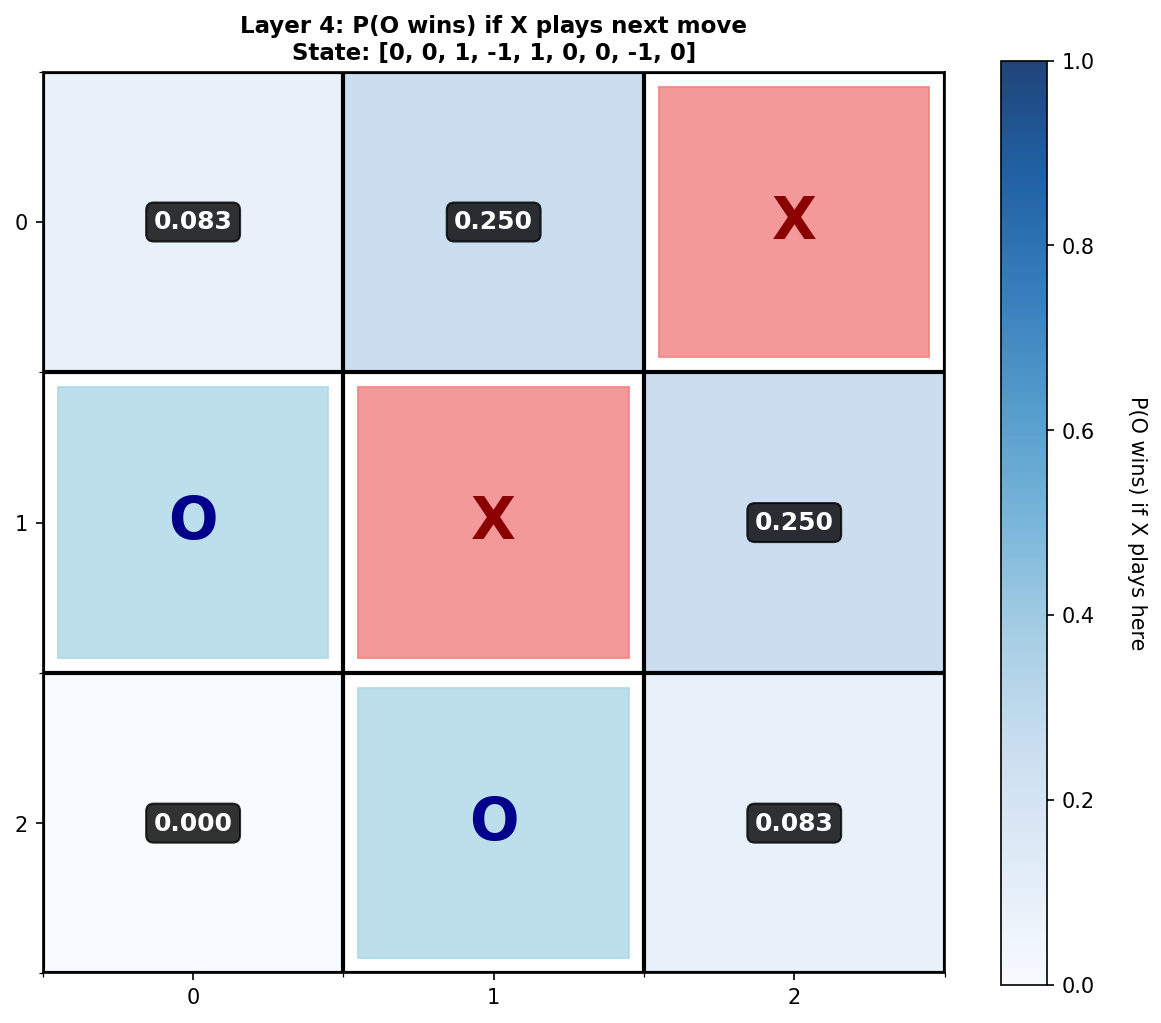 Layer 4: P(O wins) if X plays next move
State: [0, 0, 1, -1, 1, 0, 0, -1, 0]
0
0.083
0.250
X
1
O
X
0.250
2
0.000
O
0.083
0
1
2
1.0
0.8
0.6
0.4
0.2
0.0
P(O wins) if X plays here